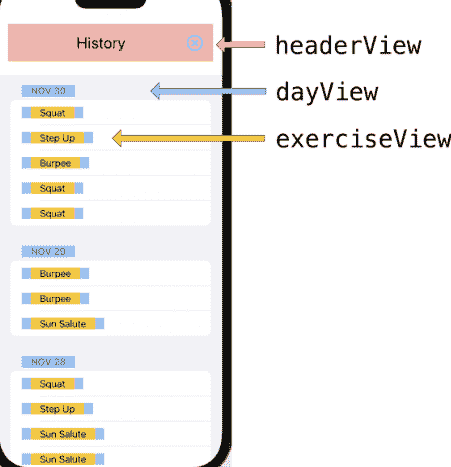 History
headerView
NOV 30
dayView
Squat
Step Up
exerciseView
Burpee
Squat
Squat
NOV 29
Burpee
Burpee
Sun Salute
NOV 28
Squat
Step Up
Sun Salute
Sun Salute